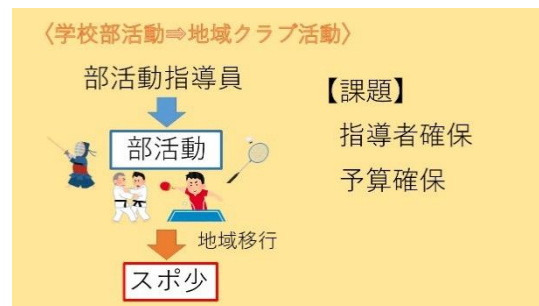 〈学校部活動⇒地域クラブ活動〉
部活動指導員
部活動
地域移行
スポ少
【課題】
指導者確保
予算確保